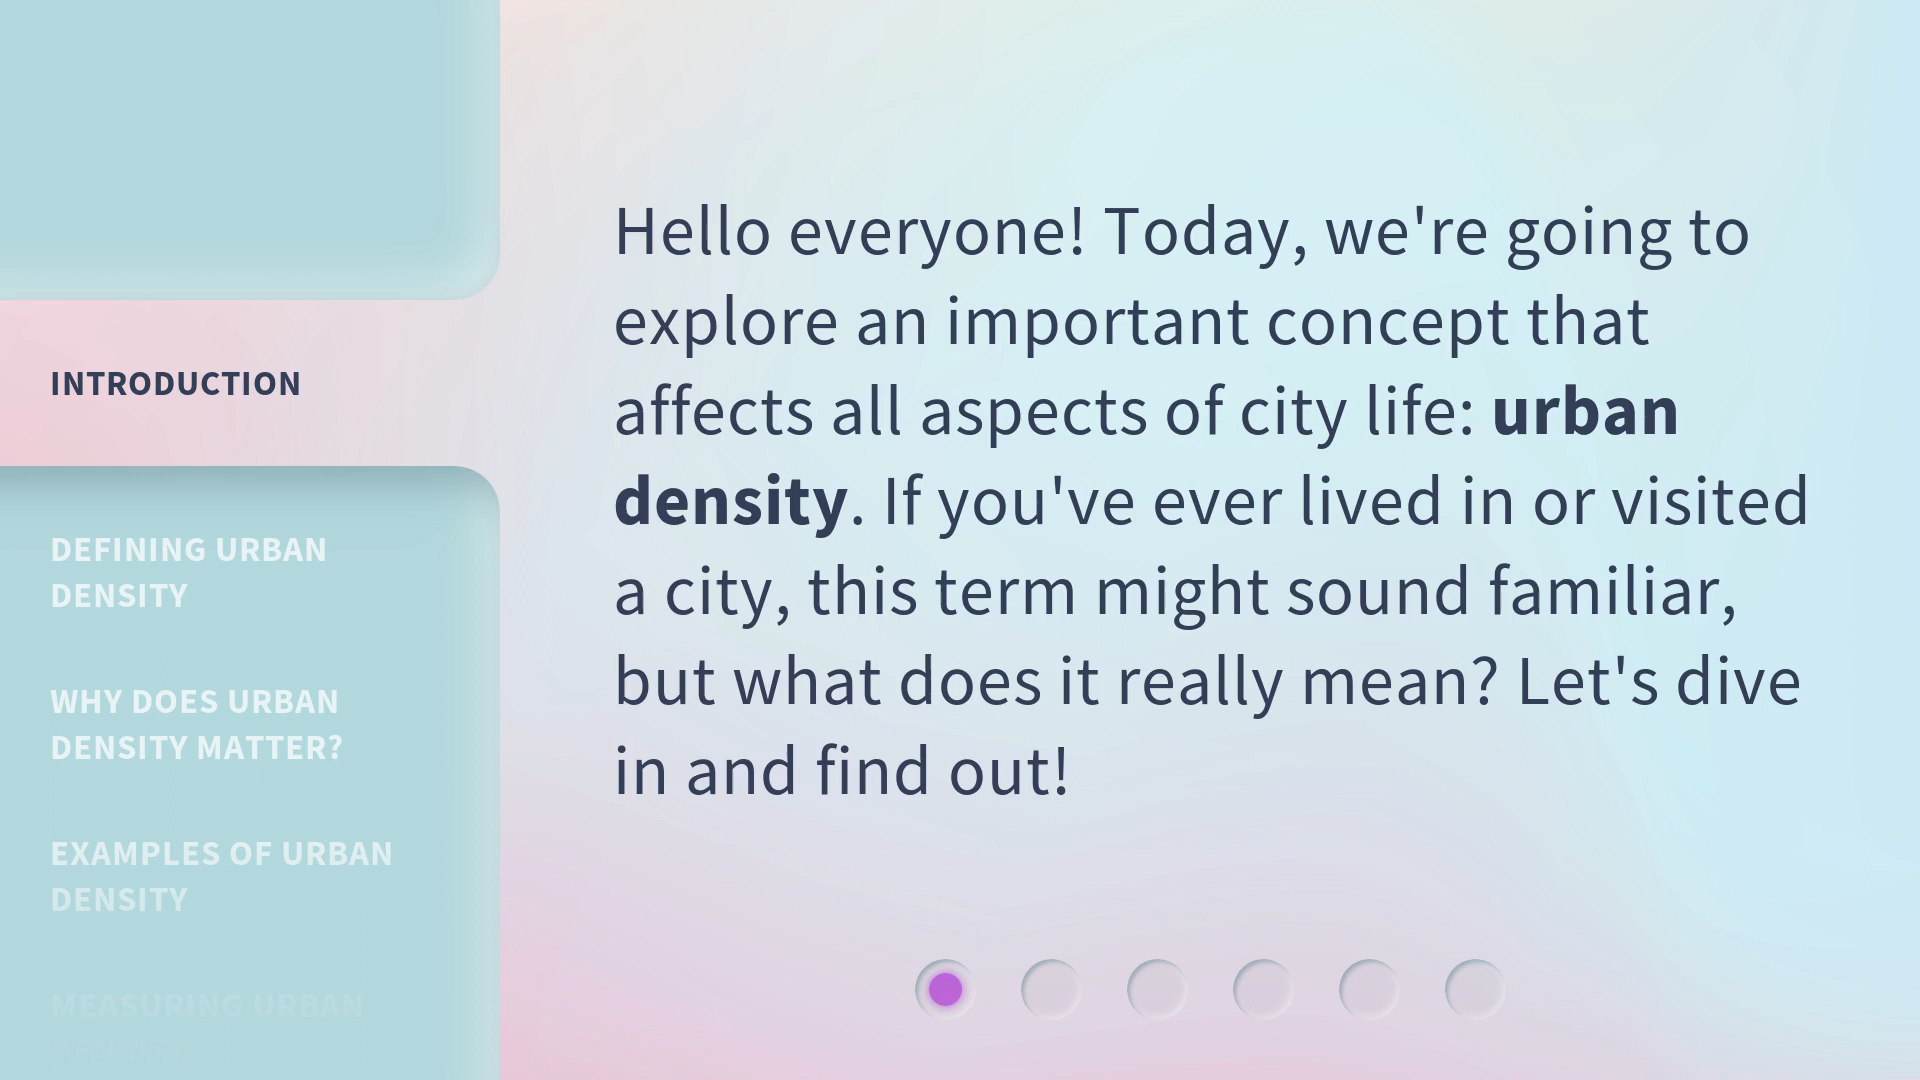 INTRODUCTION
DEFINING URBAN
DENSITY
WHY DOES URBAN
DENSITY MATTER?
EXAMPLES OF URBAN
DENSITY
MEASURING URBAN
DENSITY
Hello everyone! Today, we're going to
explore an important concept that
affects all aspects of city life: urban
density. If you've ever lived in or visited
a city, this term might sound familiar,
but what does it really mean? Let's dive
in and find out!